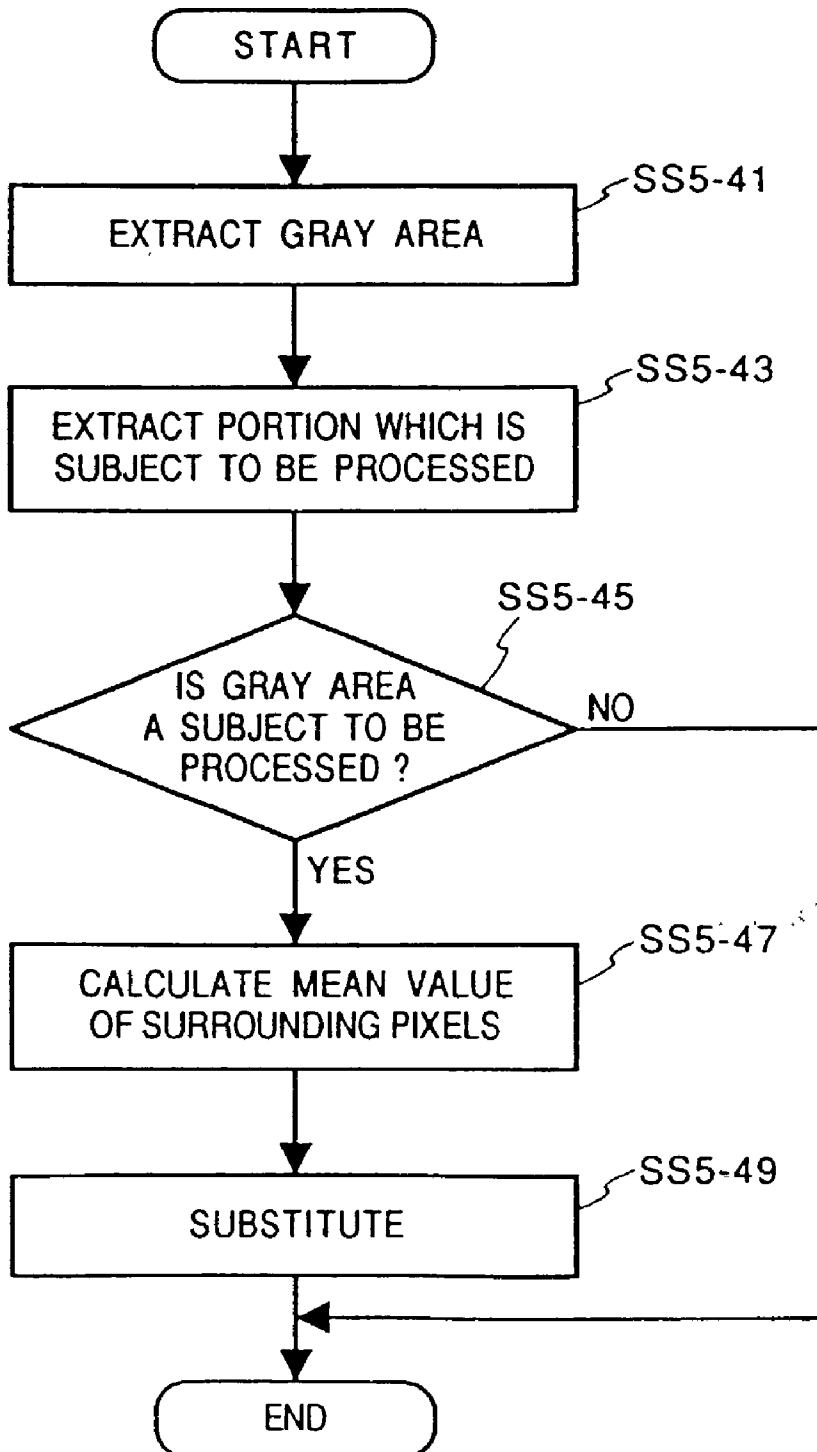 START
SS5-41
EXTRACT GRAY AREA
SS5-43
EXTRACT PORTION WHICH IS
SUBJECT TO BE PROCESSED
SS5-45
IS GRAY AREA
A SUBJECT TO BE
PROCESSED ?
NO
YES
SS5-47
CALCULATE MEAN VALUE
OF SURROUNDING PIXELS
SS5-49
SUBSTITUTE
END